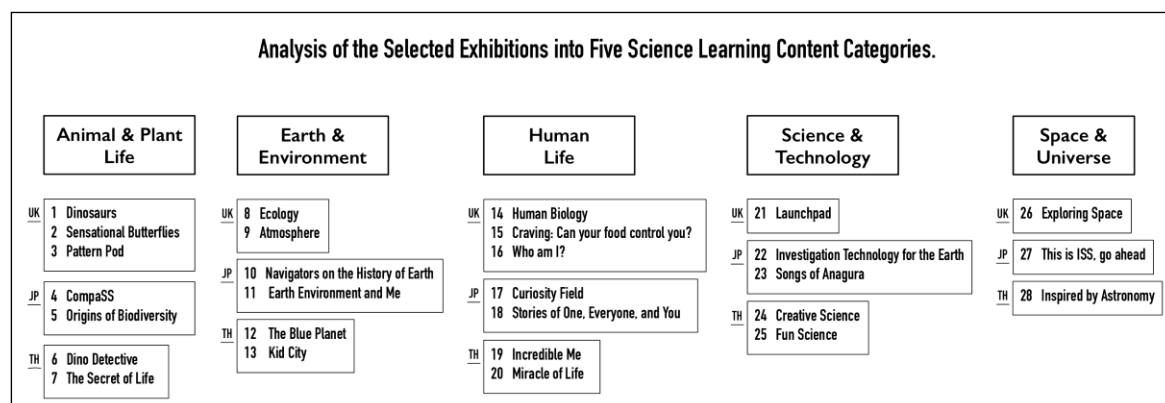 Analysis of the Selected Exhibitions into Five Science Learning Content Categories.
Animal & Plant
Life
UK
1 Dinosaurs
2 Sensational Butterflies
3 Pattern Pod
JP
4 CompaSS
5 Origins of Biodiversity
TH
6 Dino Detective
7 The Secret of Life
Earth &
Environment
UK
8 Ecology
9 Atmosphere
JP
10 Navigators on the History of Earth
11 Earth Environment and Me
TH
12 The Blue Planet
13 Kid City
Human
Life
UK
14 Human Biology
15 Craving: Can your food control you?
16 Who am I?
JP
17 Curiosity Field
18 Stories of One, Everyone, and You
TH
19 Incredible Me
20 Miracle of Life
Science &
Technology
UK
21 Launchpad
JP
22 Investigation Technology for the Earth
23 Songs of Anagura
TH
24 Creative Science
25 Fun Science
Space &
Universe
UK
26 Exploring Space
JP
27 This is ISS, go ahead
TH
28 Inspired by Astronomy